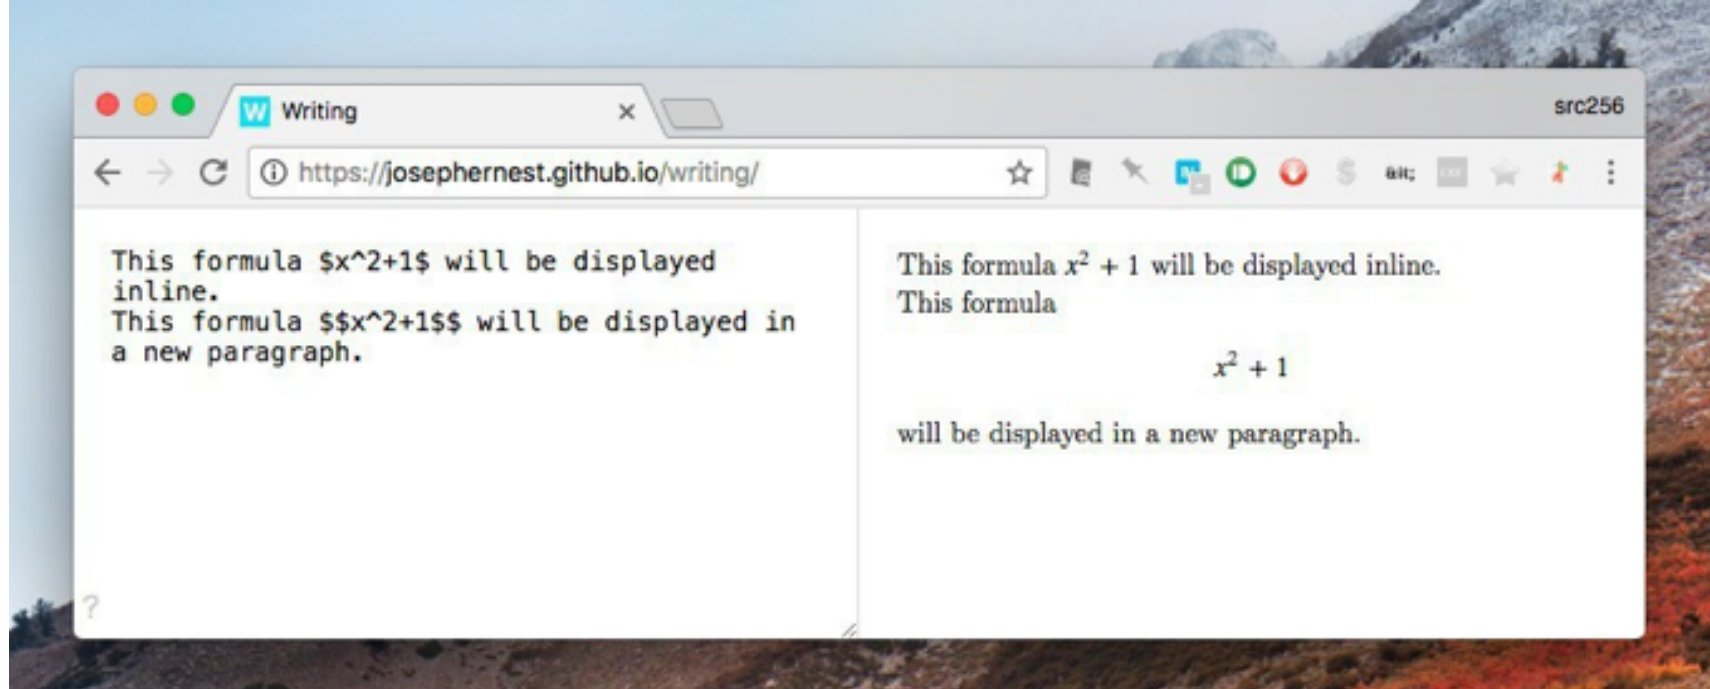 W Writing
src256
https://josephernest.github.io/writing/
&lt;
This formula $x^2+1$ will be displayed
inline.
This formula $$x^2+1$$ will be displayed in
a new paragraph.
?
This formula x² + 1 will be displayed inline.
This formula
x² + 1
will be displayed in a new paragraph.